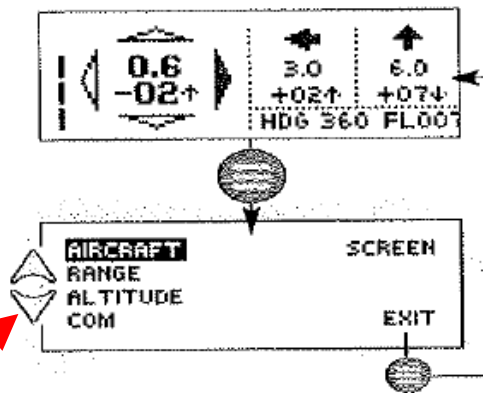 0.6 3.0 6.0
-02↑ +02↑ +07↓
HDG 360 FL007
AIRCRAFT SCREEN
RANGE
ALTITUDE
COM EXIT